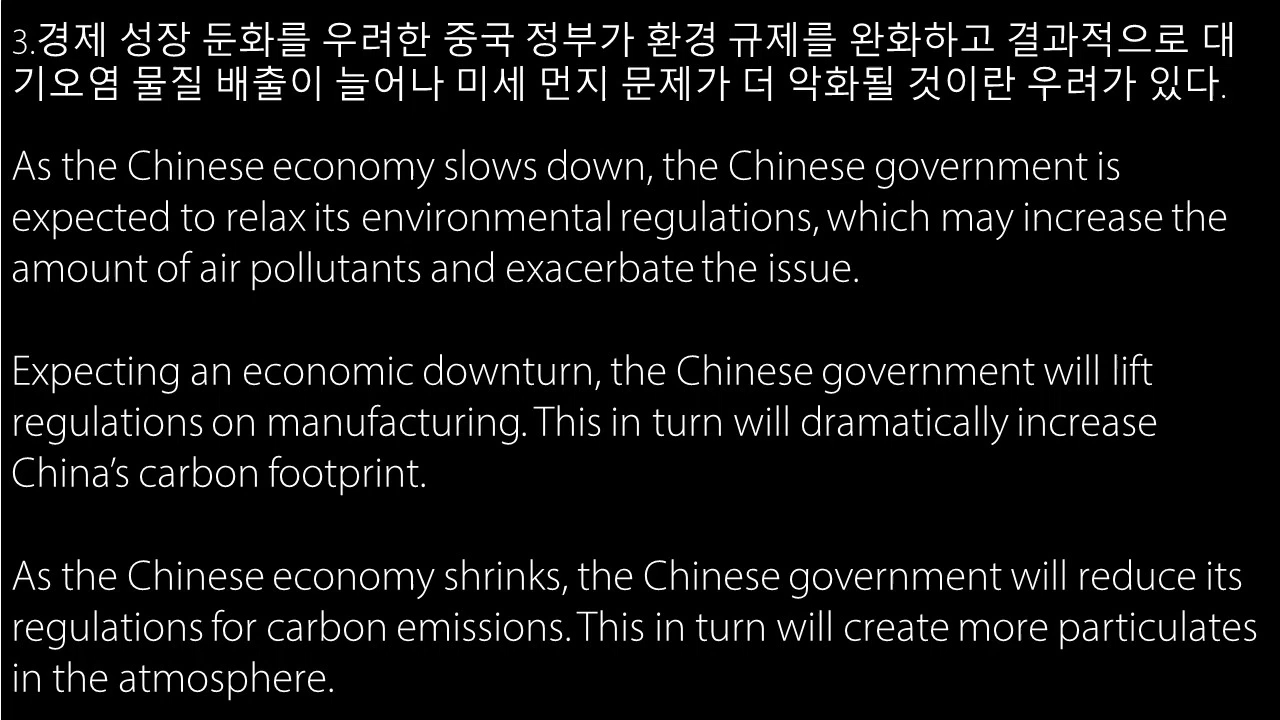 3.경제 성장 둔화를 우려한 중국 정부가 환경 규제를 완화하고 결과적으로 대
기오염 물질 배출이 늘어나 미세 먼지 문제가 더 악화될 것이란 우려가 있다.
As the Chinese economy slows down, the Chinese government is
expected to relax its environmental regulations, which may increase the
amount of air pollutants and exacerbate the issue.
Expecting an economic downturn, the Chinese government will lift
regulations on manufacturing. This in turn will dramatically increase
China’s carbon footprint.
As the Chinese economy shrinks, the Chinese government will reduce its
regulations for carbon emissions. This in turn will create more particulates
in the atmosphere.